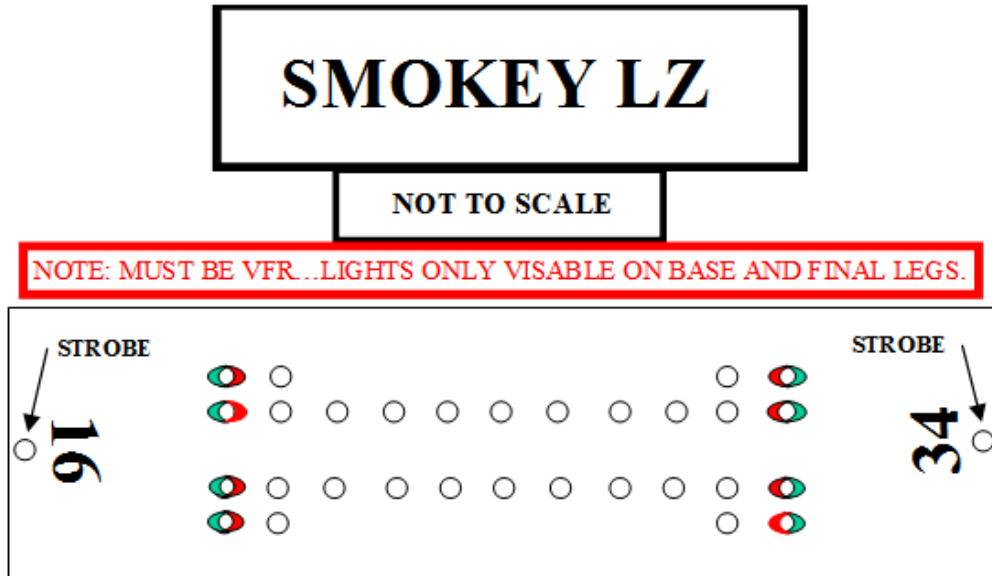 SMOKEY LZ
NOT TO SCALE
NOTE: MUST BE VFR...LIGHTS ONLY VISABLE ON BASE AND FINAL LEGS.
STROBE
STROBE
16
34